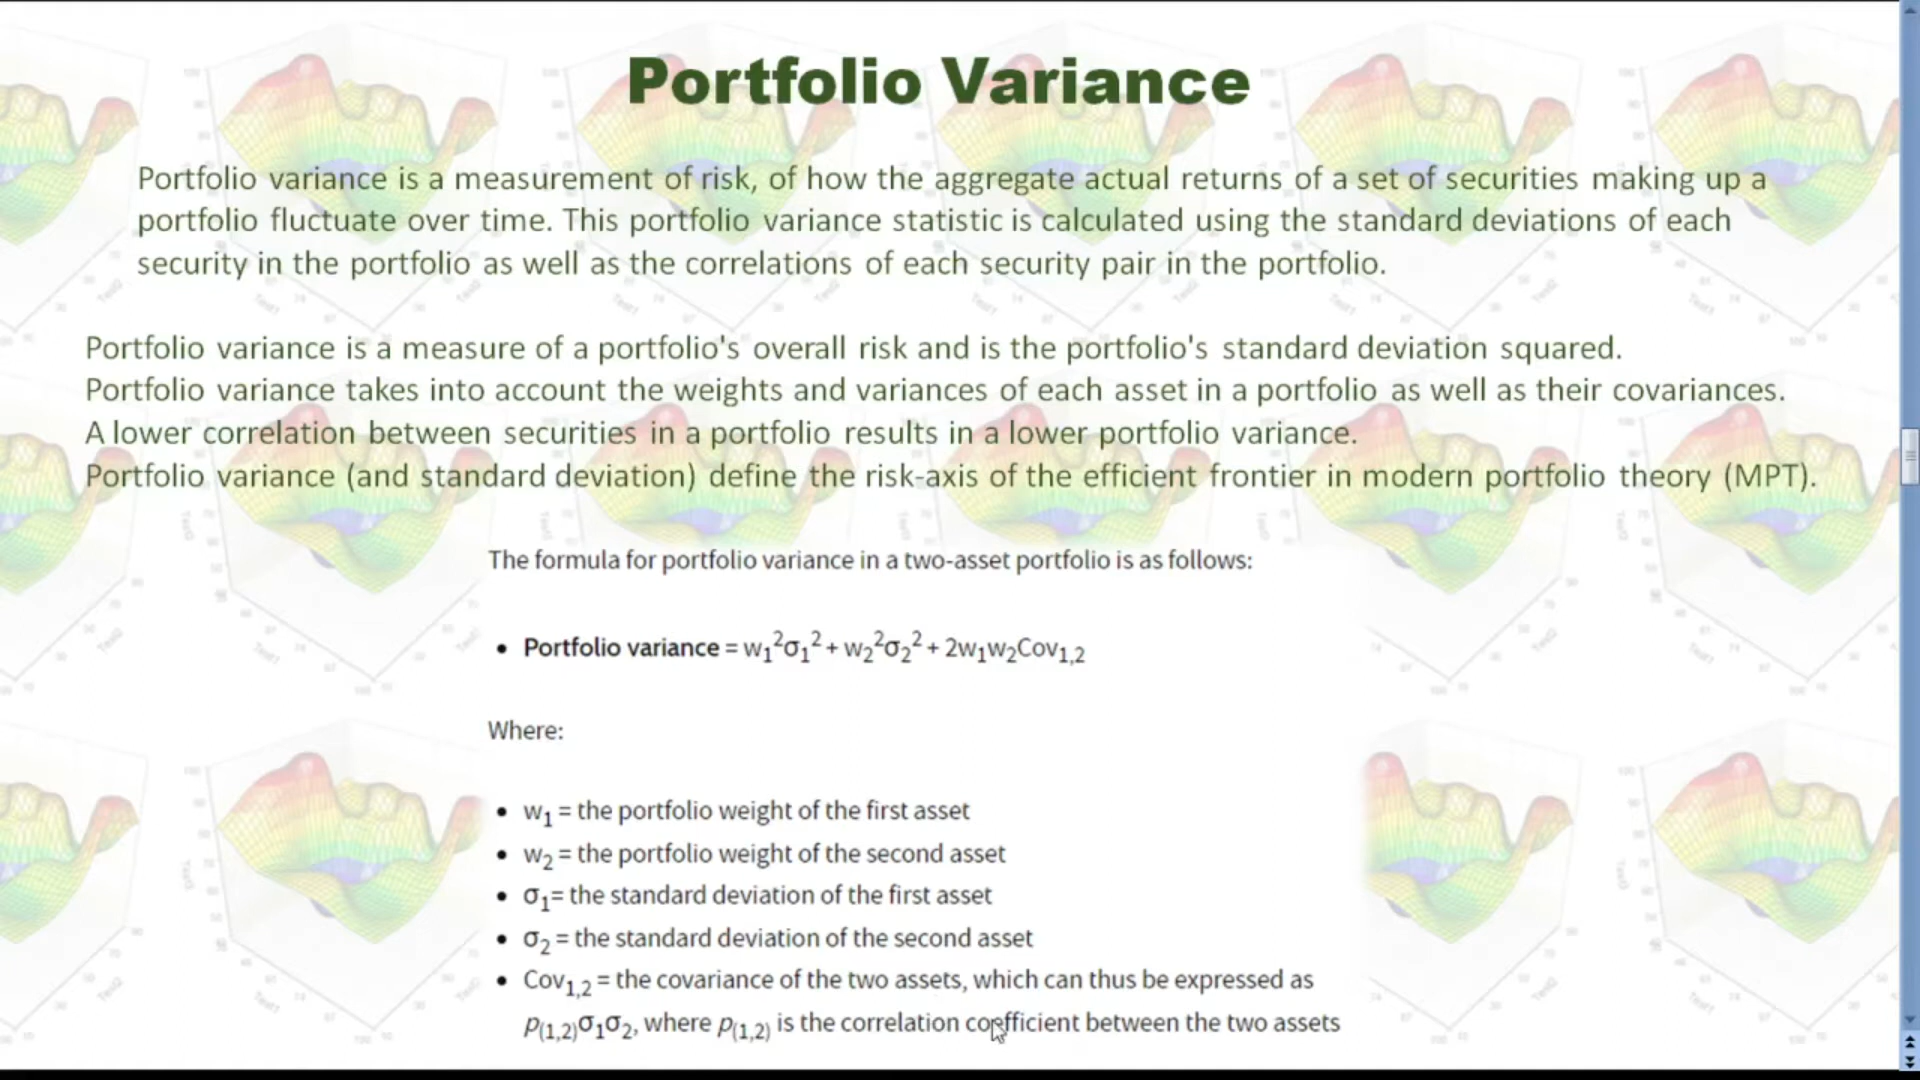 Portfolio Variance
Portfolio variance is a measurement of risk, of how the aggregate actual returns of a set of securities making up a
portfolio fluctuate over time. This portfolio variance statistic is calculated using the standard deviations of each
security in the portfolio as well as the correlations of each security pair in the portfolio.
Portfolio variance is a measure of a portfolio's overall risk and is the portfolio's standard deviation squared.
Portfolio variance takes into account the weights and variances of each asset in a portfolio as well as their covariances.
A lower correlation between securities in a portfolio results in a lower portfolio variance.
Portfolio variance (and standard deviation) define the risk-axis of the efficient frontier in modern portfolio theory (MPT).
The formula for portfolio variance in a two-asset portfolio is as follows:
• Portfolio variance = w₁²σ₁² + w₂²σ₂² + 2w₁w₂Cov₁,₂
Where:
• w₁ = the portfolio weight of the first asset
• w₂ = the portfolio weight of the second asset
• σ₁= the standard deviation of the first asset
• σ₂ = the standard deviation of the second asset
• Cov₁,₂ = the covariance of the two assets, which can thus be expressed as
p₍₁,₂₎σ₁σ₂, where p₍₁,₂₎ is the correlation coefficient between the two assets